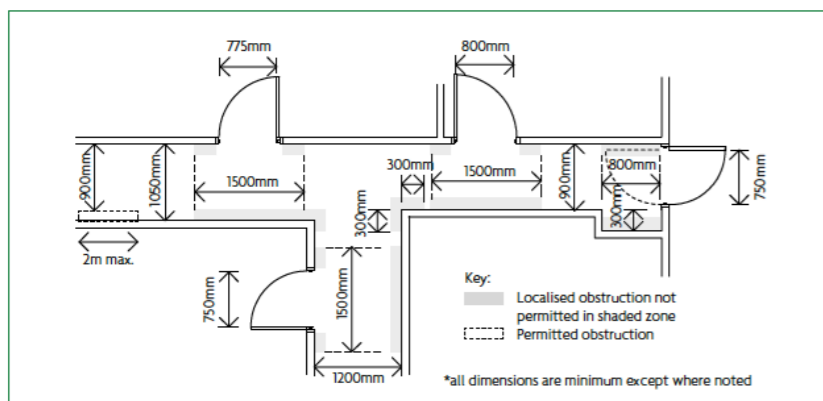 775mm
800mm
900mm
1050mm
1500mm
300mm
1500mm
900mm
800mm
750mm
300mm
300mm
2m max.
750mm
1500mm
1200mm
Key:
Localised obstruction not
permitted in shaded zone
Permitted obstruction
*all dimensions are minimum except where noted